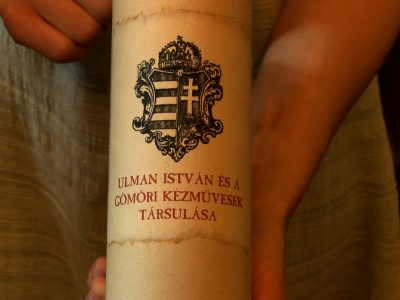 ULMAN ISTVÁN ÉS A
GÖMÖRI KÉZMŰVESEK
TÁRSULÁSA